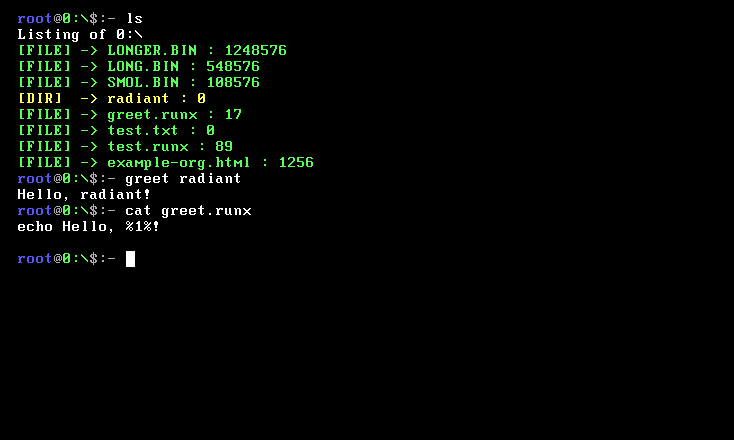 root@0:\$:- ls
Listing of 0:\
[FILE] -> LONGER.BIN : 1248576
[FILE] -> LONG.BIN : 548576
[FILE] -> SMOL.BIN : 108576
[DIR]  -> radiant : 0
[FILE] -> greet.runx : 17
[FILE] -> test.txt : 0
[FILE] -> test.runx : 89
[FILE] -> example-org.html : 1256
root@0:\$:- greet radiant
Hello, radiant!
root@0:\$:- cat greet.runx
echo Hello, %1%!
root@0:\$:-